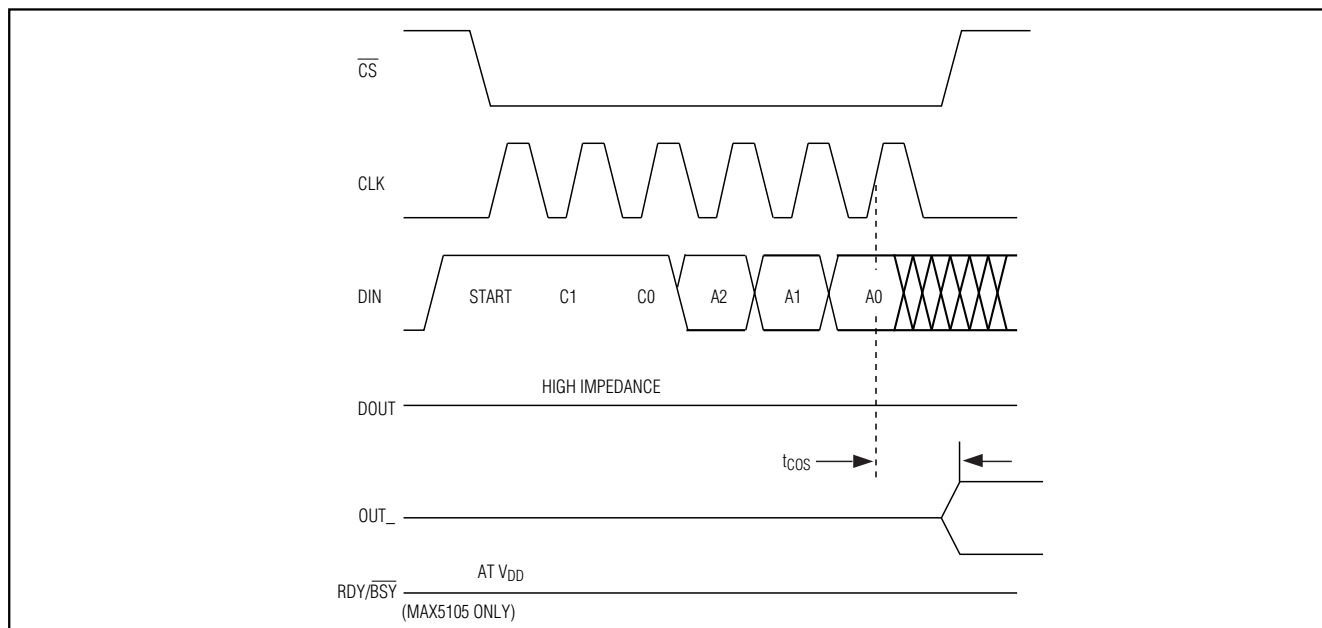 CS
CLK
DIN START C1 C0 A2 A1 A0
HIGH IMPEDANCE
DOUT
tCOS
OUT_
AT VDD
RDY/BSY
(MAX5105 ONLY)